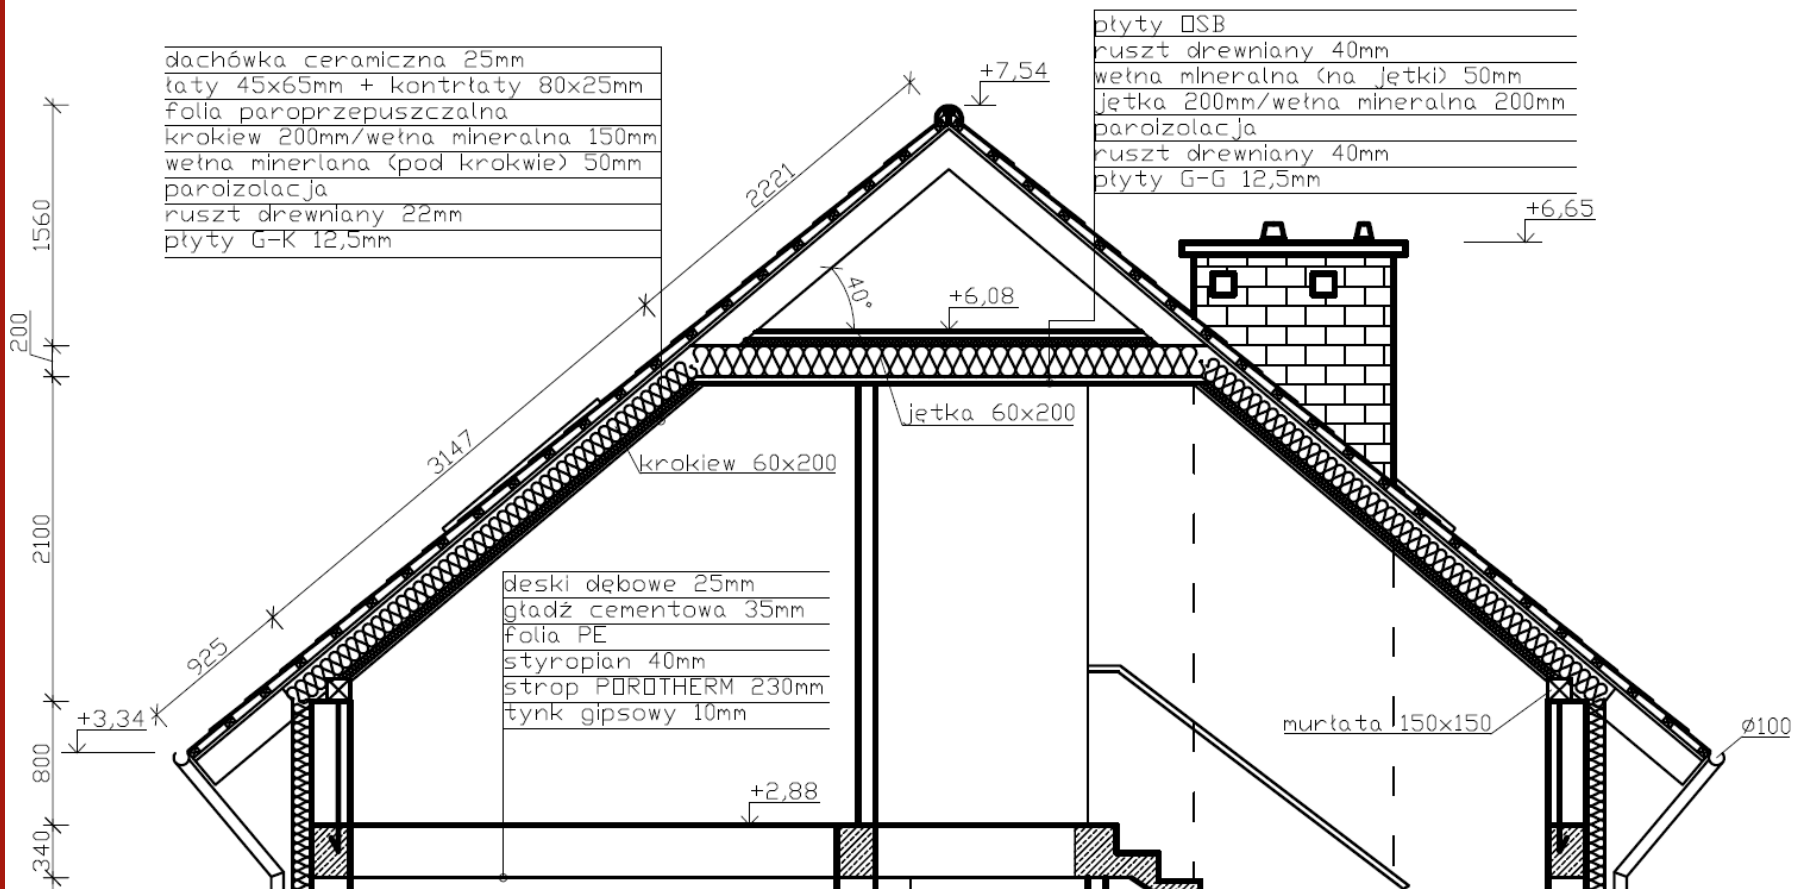 dachówka ceramiczna 25mm
łaty 45x65mm + kontrłaty 80x25mm
folia paroprzepuszczalna
krokiew 200mm/wełna mineralna 150mm
wełna minerlana (pod krokwie) 50mm
paroizolacja
ruszt drewniany 22mm
płyty G-K 12,5mm
płyty OSB
ruszt drewniany 40mm
wełna mineralna (na jętki) 50mm
jętka 200mm/wełna mineralna 200mm
paroizolacja
ruszt drewniany 40mm
płyty G-G 12,5mm
+7,54
+6,65
2221
1560
40°
+6,08
200
jętka 60x200
3147
krokiew 60x200
2100
deski dębowe 25mm
gładź cementowa 35mm
folia PE
styropian 40mm
strop POROTHERM 230mm
tynk gipsowy 10mm
925
+3,34
murłata 150x150
ø100
800
+2,88
340